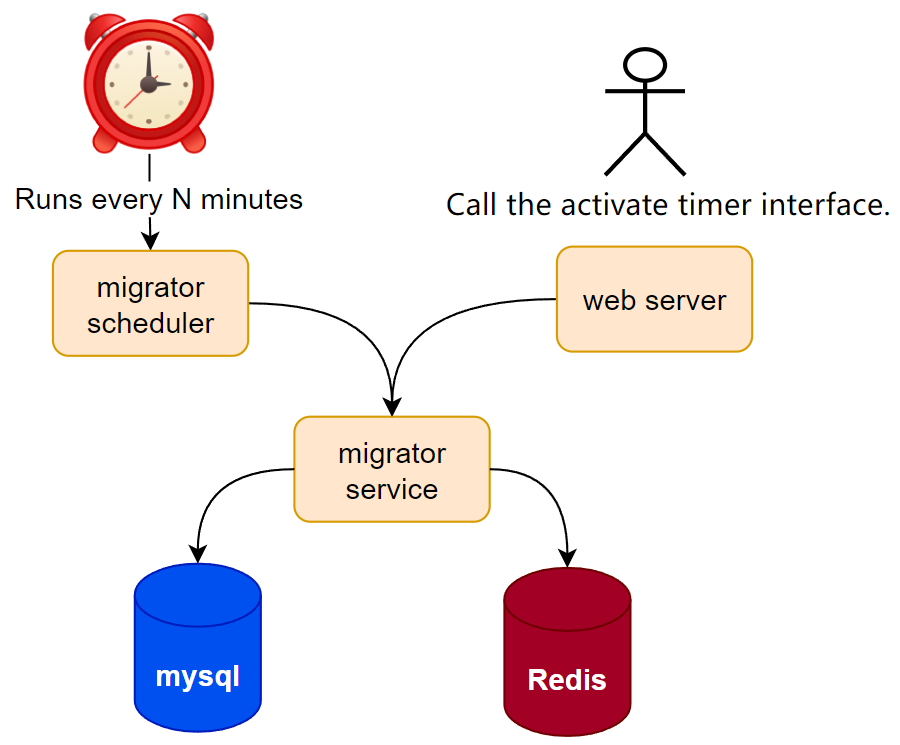 Runs every N minutes
Call the activate timer interface.
migrator
scheduler
web server
migrator
service
mysql
Redis